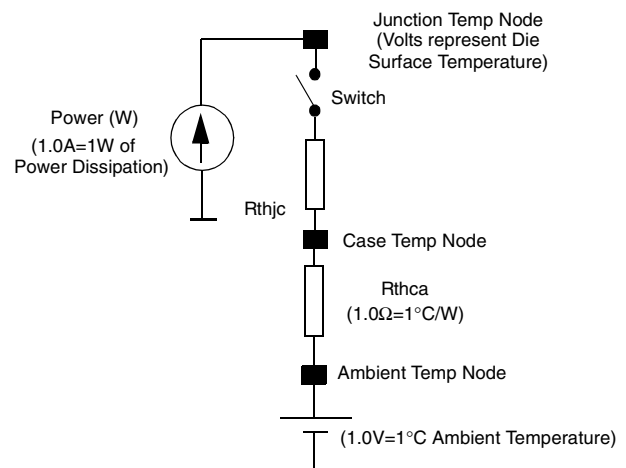 Junction Temp Node
(Volts represent Die
Surface Temperature)
Switch
Power (W)
(1.0A=1W of
Power Dissipation)
Rthjc
Case Temp Node
Rthca
(1.0Ω=1°C/W)
Ambient Temp Node
(1.0V=1°C Ambient Temperature)